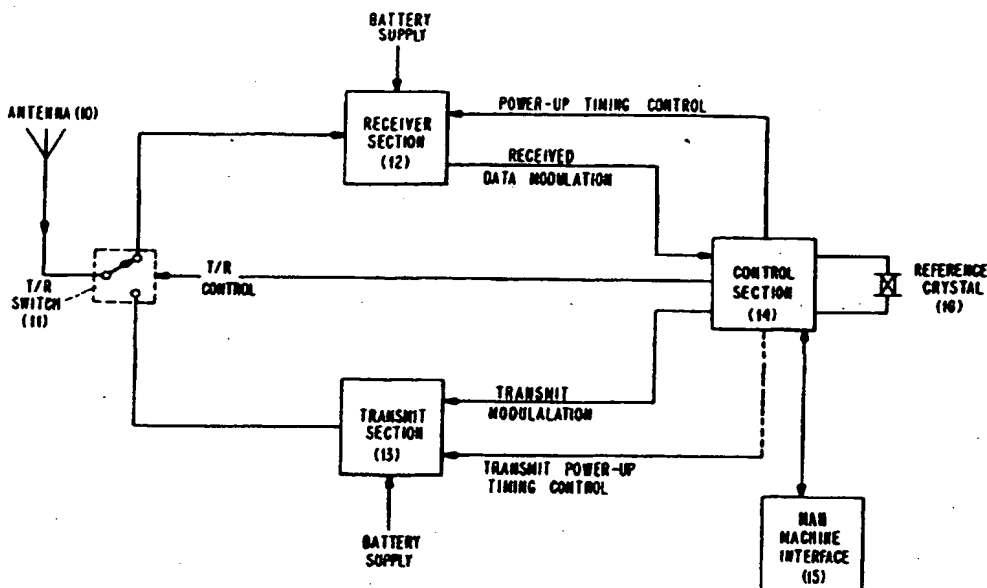 BATTERY
SUPPLY
ANTENNA (10)
RECEIVER
SECTION
(12)
POWER-UP TIMING CONTROL
RECEIVED
DATA MODULATION
T/R
SWITCH
(11)
T/R
CONTROL
CONTROL
SECTION
(14)
REFERENCE
CRYSTAL
(16)
TRANSMIT
SECTION
(13)
TRANSMIT
MODULALATION
TRANSMIT POWER-UP
TIMING CONTROL
BATTERY
SUPPLY
MAN
MACHINE
INTERFACE
(15)